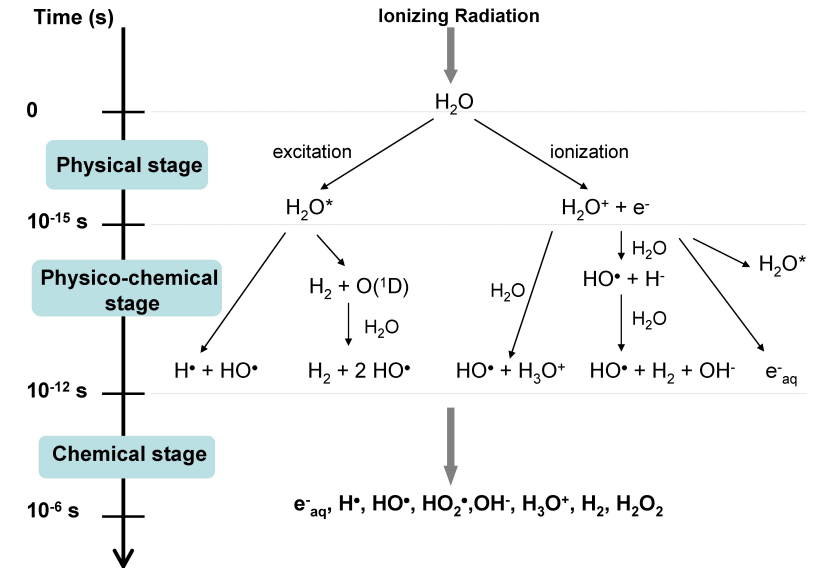 Time (s)
Ionizing Radiation
0
H₂O
Physical stage
excitation
ionization
10⁻¹⁵ s
H₂O*
H₂O⁺ + e⁻
Physico-chemical
stage
H₂ + O(¹D)
H₂O
H₂O
H₂O
HO• + H⁻
H₂O
H₂O*
H• + HO•
H₂ + 2 HO•
HO• + H₃O⁺
HO• + H₂ + OH⁻
e⁻aq
10⁻¹² s
Chemical stage
10⁻⁶ s
e⁻aq, H•, HO•, HO₂•,OH⁻, H₃O⁺, H₂, H₂O₂